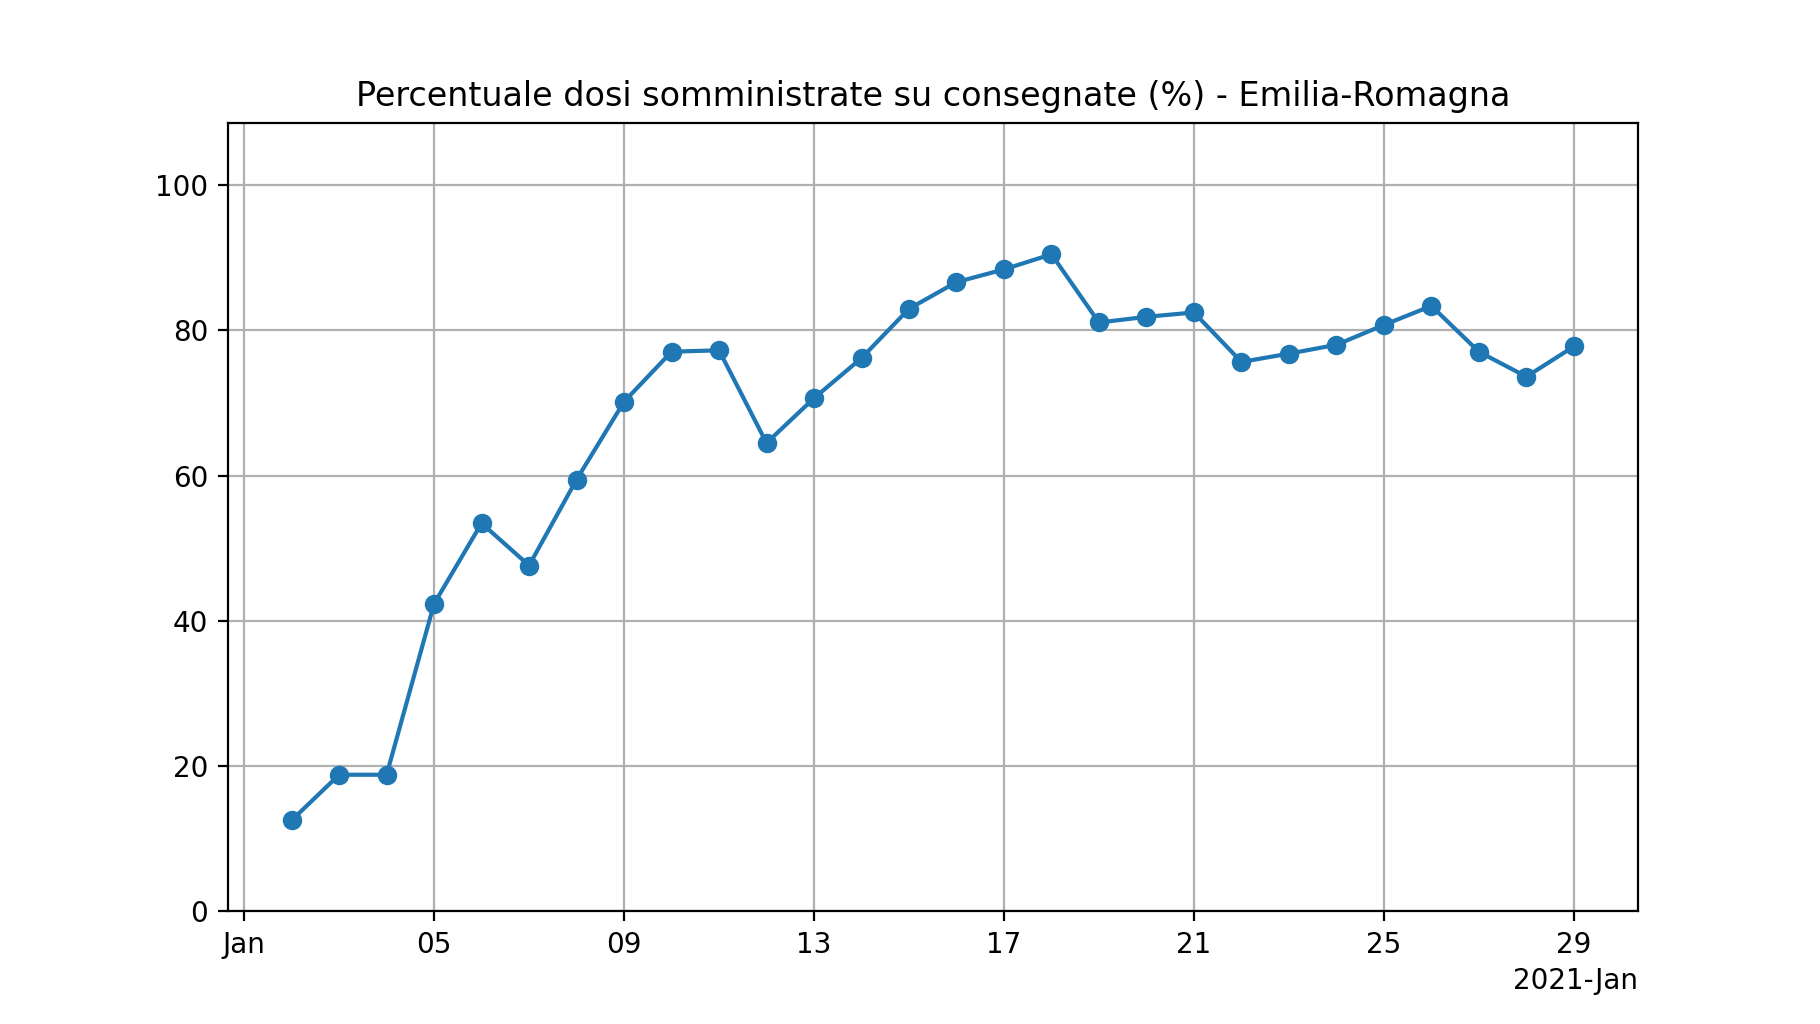 Percentuale dosi somministrate su consegnate (%) - Emilia-Romagna
100
80
60
40
20
0
Jan 05 09 13 17 21 25 29
2021-Jan